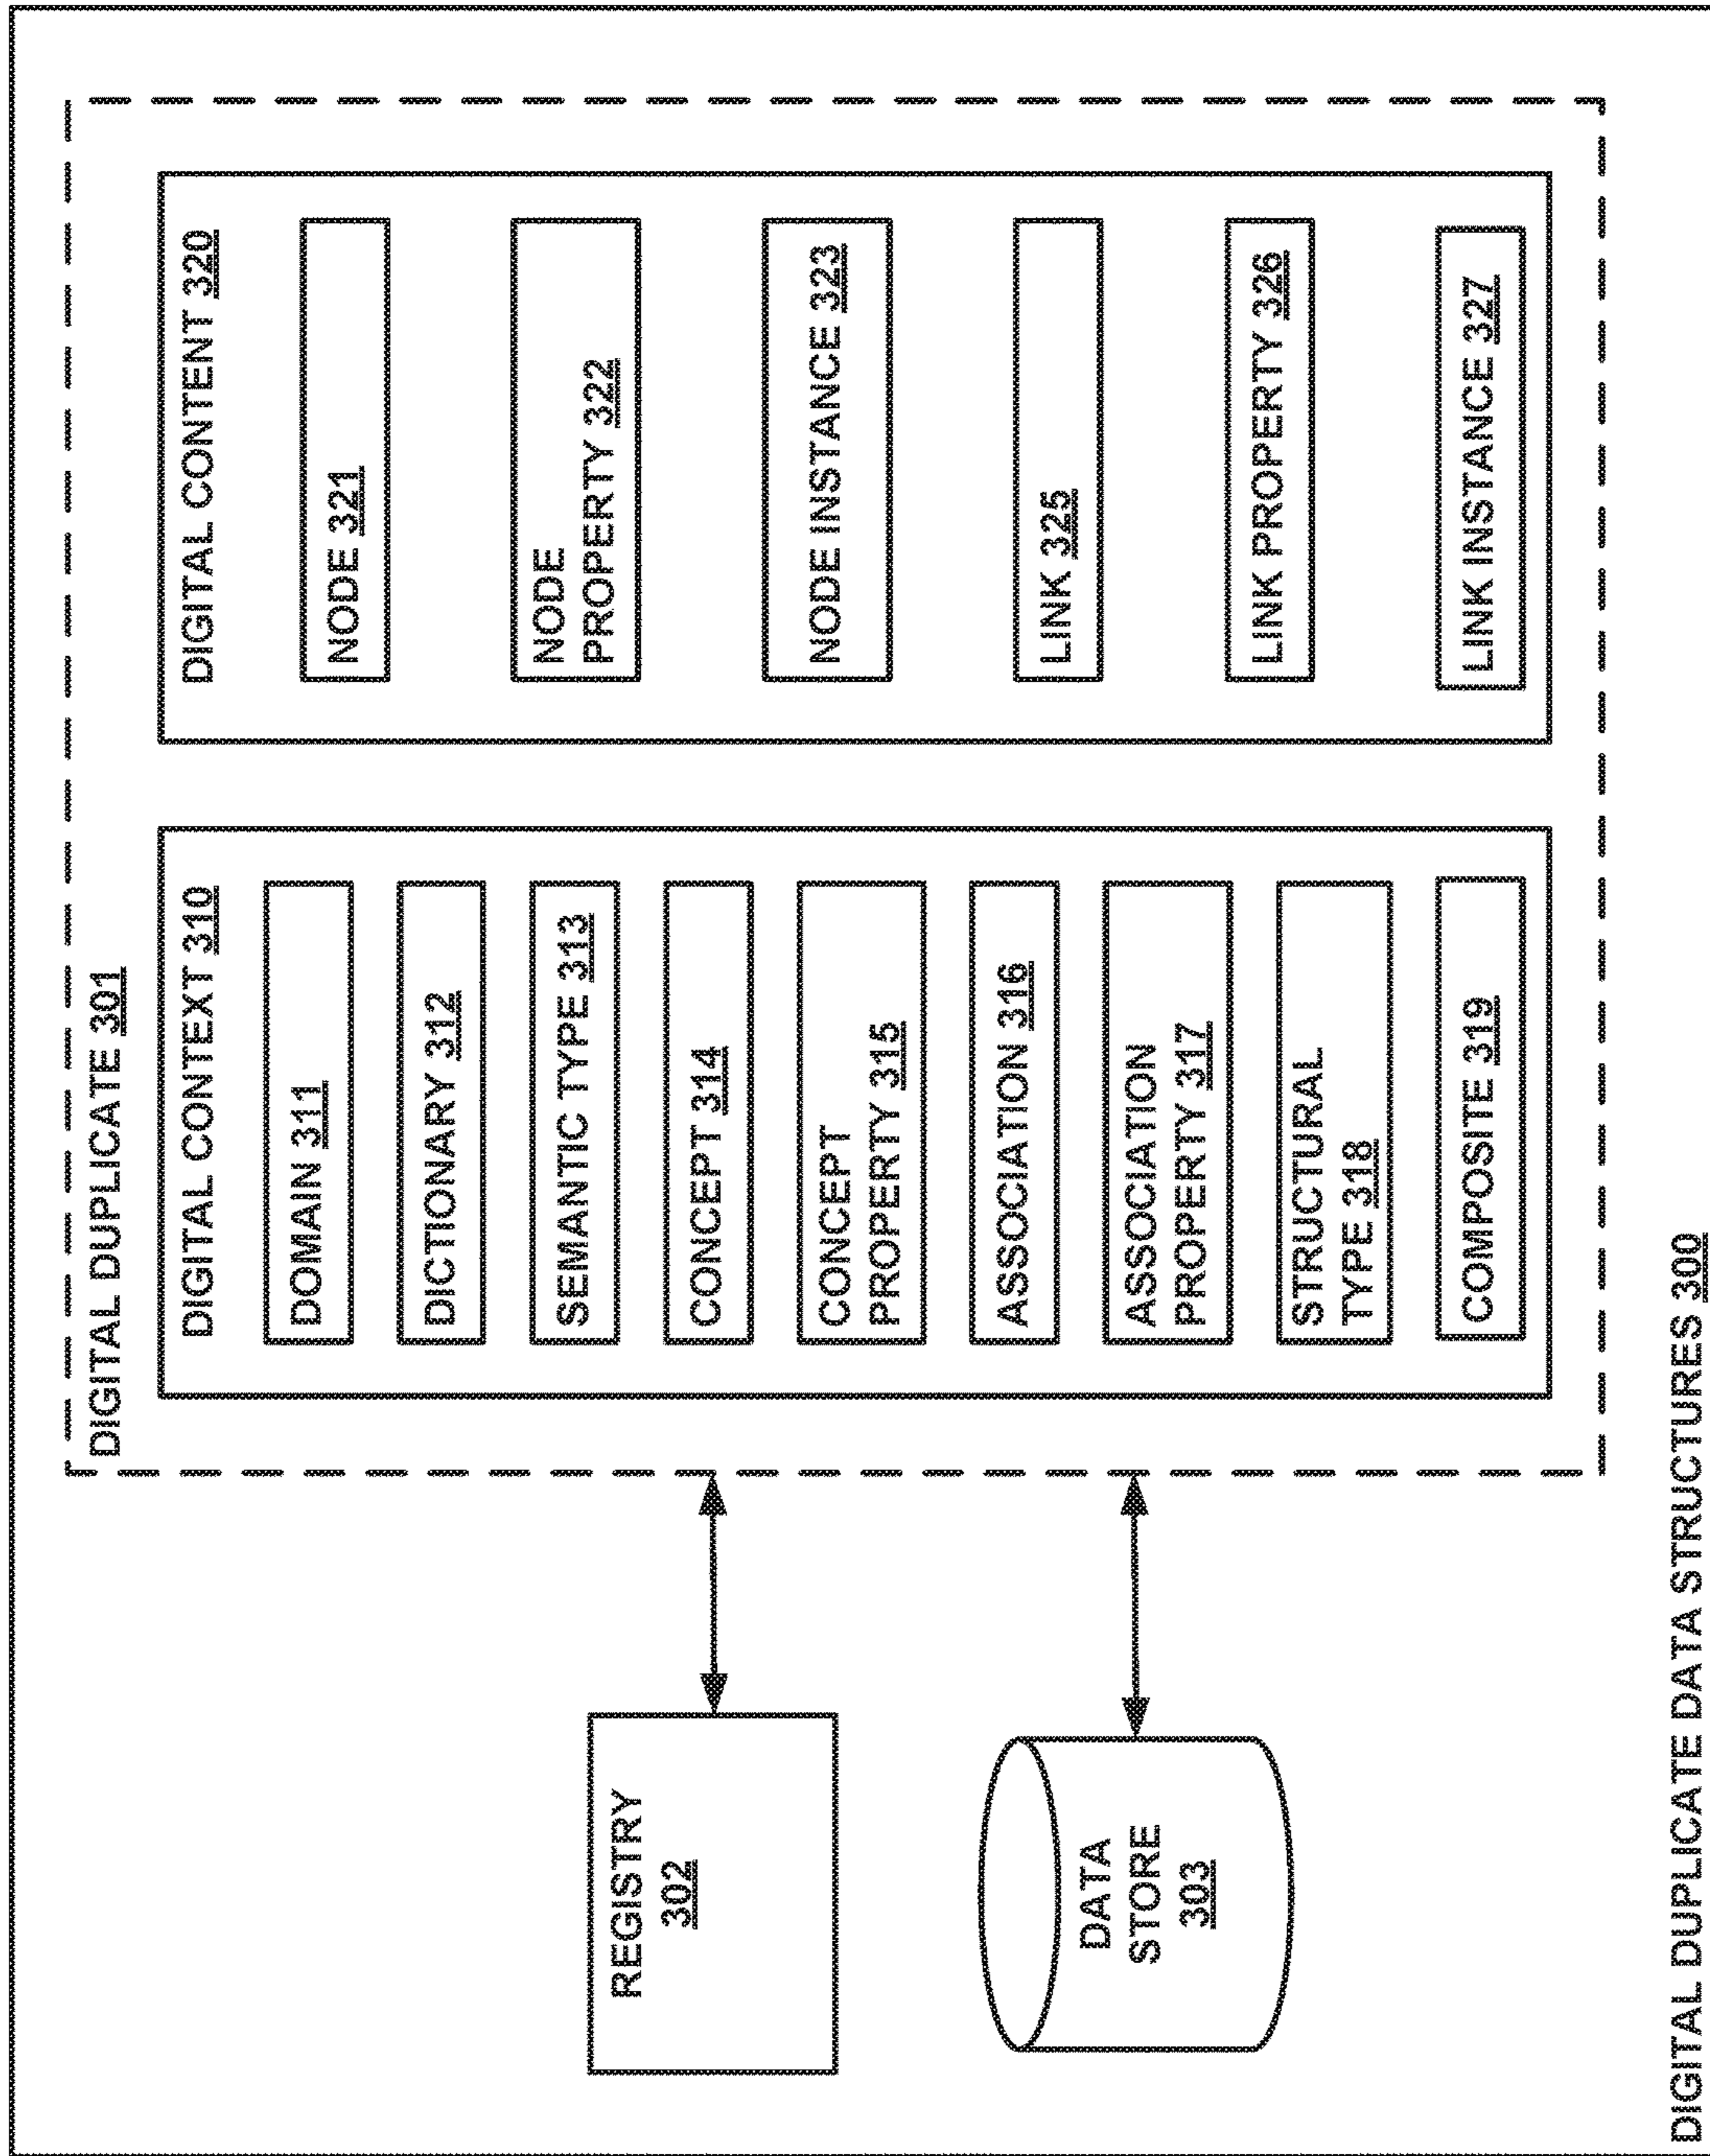 DIGITAL DUPLICATE 301
DIGITAL CONTEXT 310
DOMAIN 311
DICTIONARY 312
SEMANTIC TYPE 313
CONCEPT 314
CONCEPT
PROPERTY 315
ASSOCIATION 316
ASSOCIATION
PROPERTY 317
STRUCTURAL
TYPE 318
COMPOSITE 319
DIGITAL CONTENT 320
NODE 321
NODE
PROPERTY 322
NODE INSTANCE 323
LINK 325
LINK PROPERTY 326
LINK INSTANCE 327
REGISTRY
302
DATA
STORE
303
DIGITAL DUPLICATE DATA STRUCTURES 300